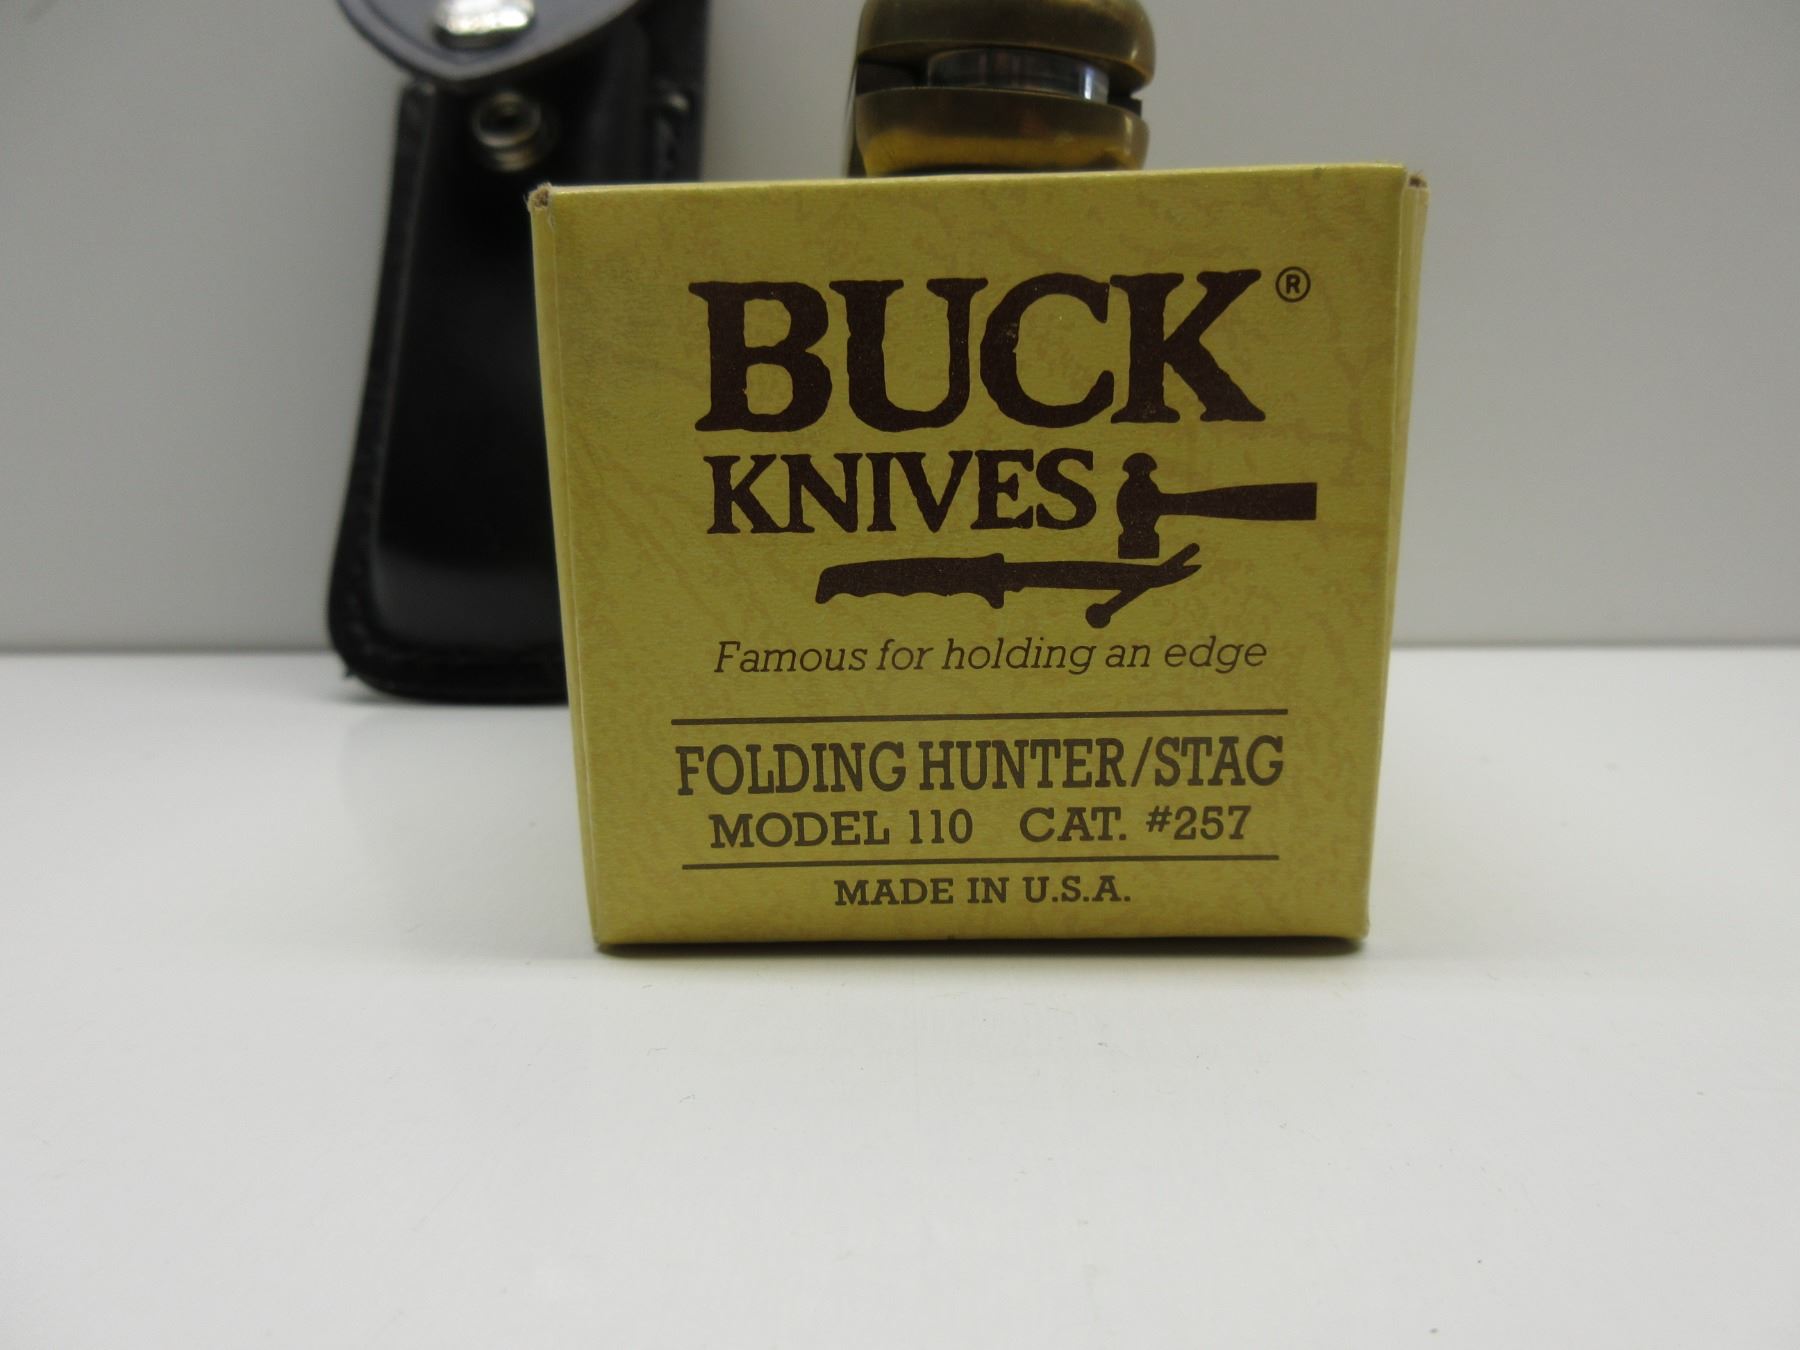 BUCK®
KNIVES
Famous for holding an edge
FOLDING HUNTER/STAG
MODEL 110 CAT. #257
MADE IN U.S.A.